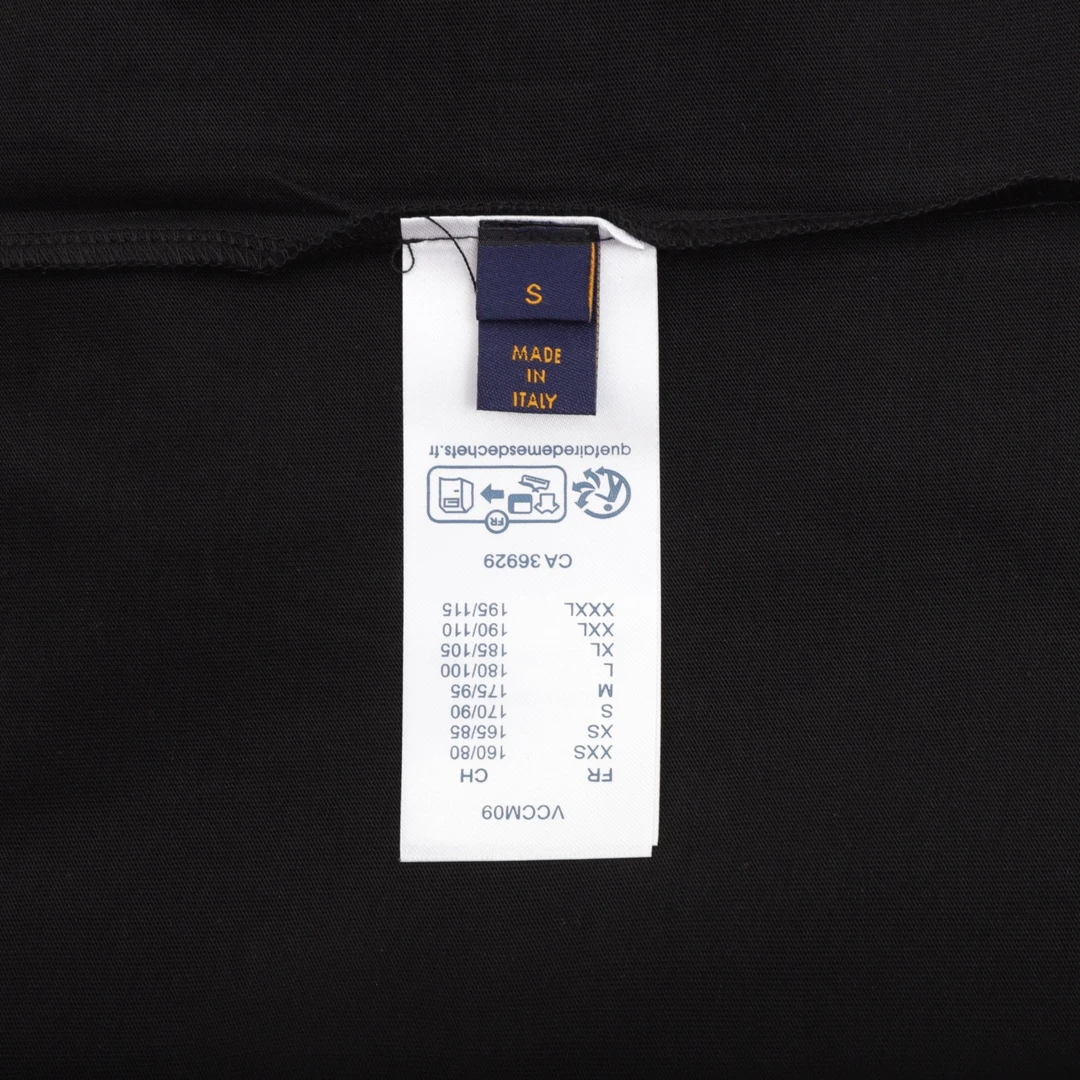 S
MADE
IN
ITALY
VCCM09
FR CH
XXS 160/80
XS 165/85
S 170/90
M 175/95
L 180/100
XL 185/105
XXL 190/110
XXXL 195/115
CA 36929
FR
quefairedemesdechets.fr